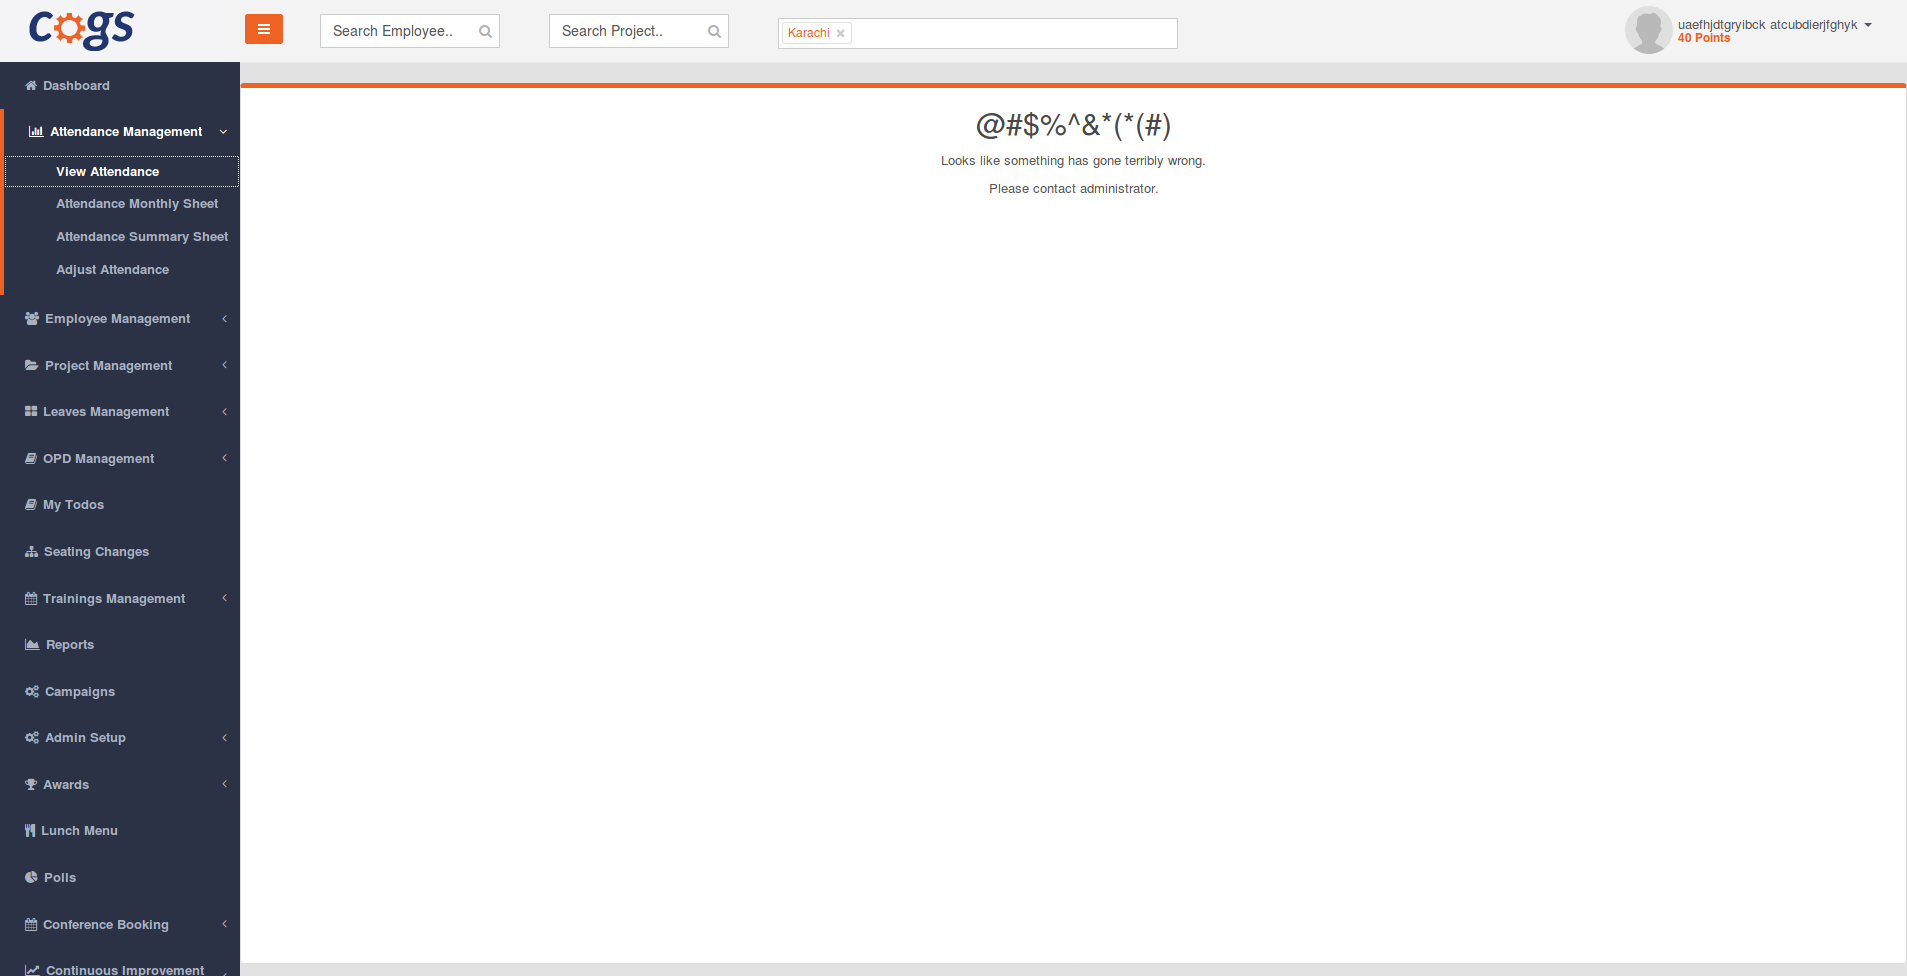 cogs
Search Employee..
Search Project..
Karachi ×
uaefhjdtgryibck atcubdierjfghyk
40 Points
Dashboard
Attendance Management
View Attendance
Attendance Monthly Sheet
Attendance Summary Sheet
Adjust Attendance
Employee Management
Project Management
Leaves Management
OPD Management
My Todos
Seating Changes
Trainings Management
Reports
Campaigns
Admin Setup
Awards
Lunch Menu
Polls
Conference Booking
Continuous Improvement
@#$%^&*(*(#)
Looks like something has gone terribly wrong.
Please contact administrator.